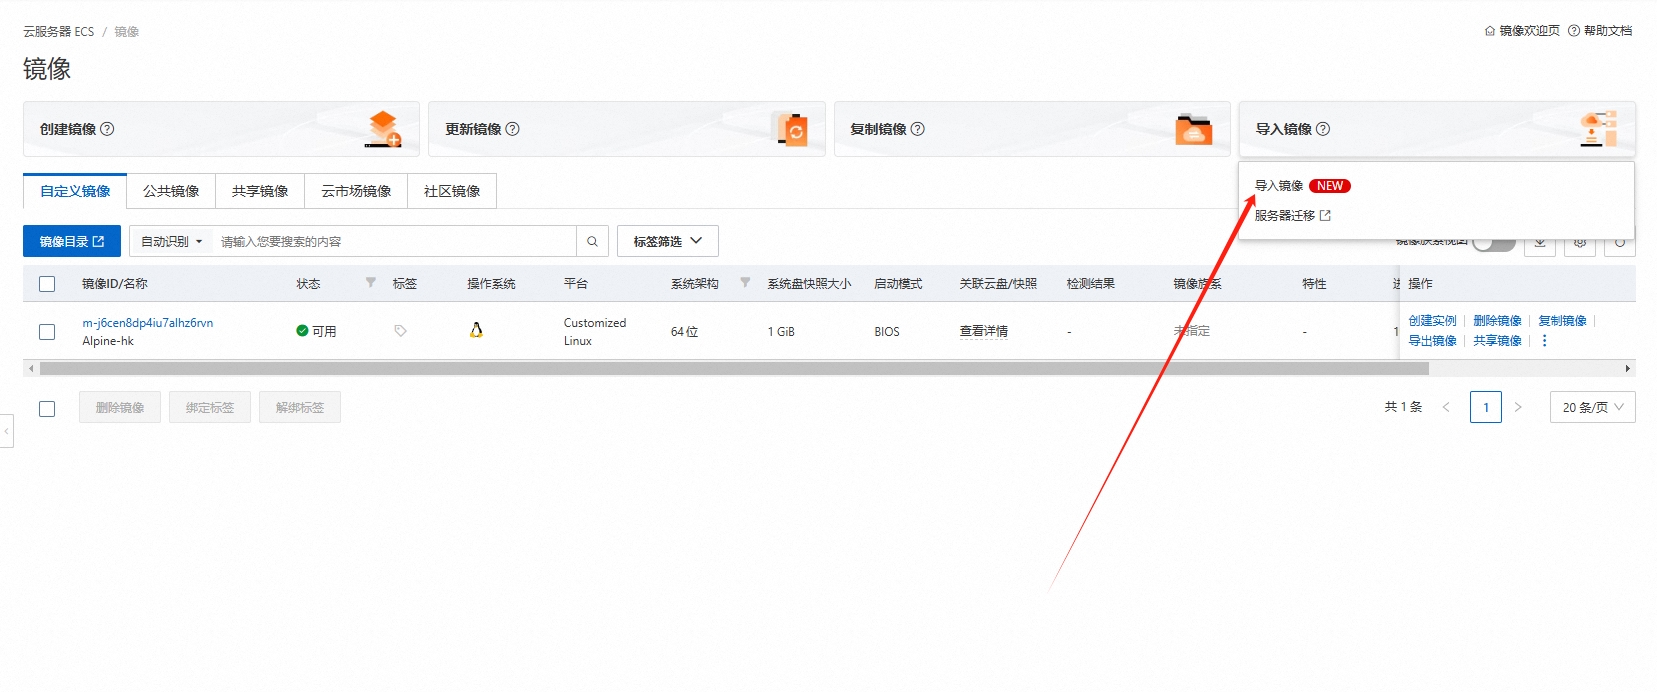 云服务器 ECS / 镜像
镜像欢迎页 帮助文档
镜像
创建镜像 更新镜像 复制镜像 导入镜像
导入镜像 NEW
服务器迁移
自定义镜像 公共镜像 共享镜像 云市场镜像 社区镜像
镜像目录 自动识别 请输入您要搜索的内容 标签筛选
镜像ID/名称 状态 标签 操作系统 平台 系统架构 系统盘快照大小 启动模式 关联云盘/快照 检测结果 镜像族系 特性 操作
m-j6cen8dp4iu7alhz6rvn
Alpine-hk
可用
Customized
Linux
64 位 1 GiB BIOS 查看详情 - 未指定 - 1
创建实例 删除镜像 复制镜像
导出镜像 共享镜像
删除镜像 绑定标签 解绑标签 共 1 条 1 20 条/页